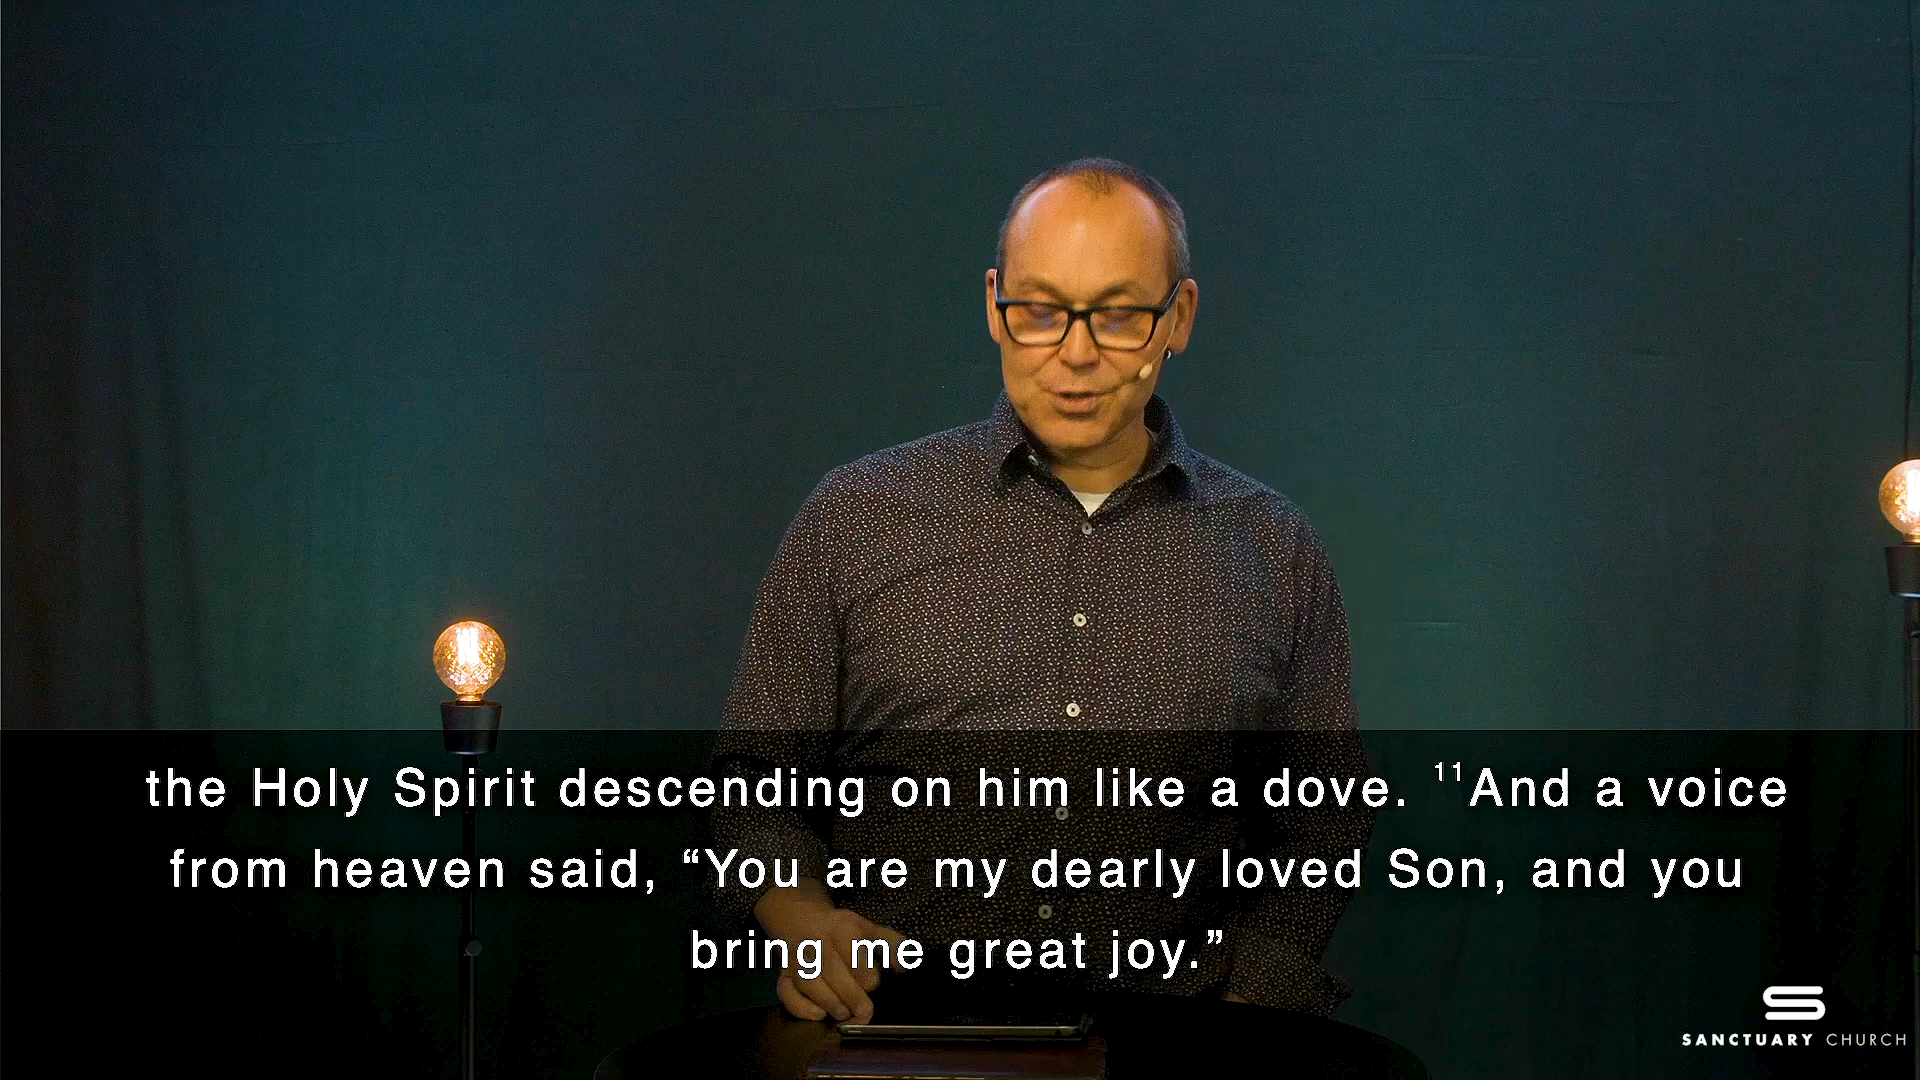 the Holy Spirit descending on him like a dove. ¹¹And a voice
from heaven said, “You are my dearly loved Son, and you
bring me great joy.”
S
SANCTUARY CHURCH